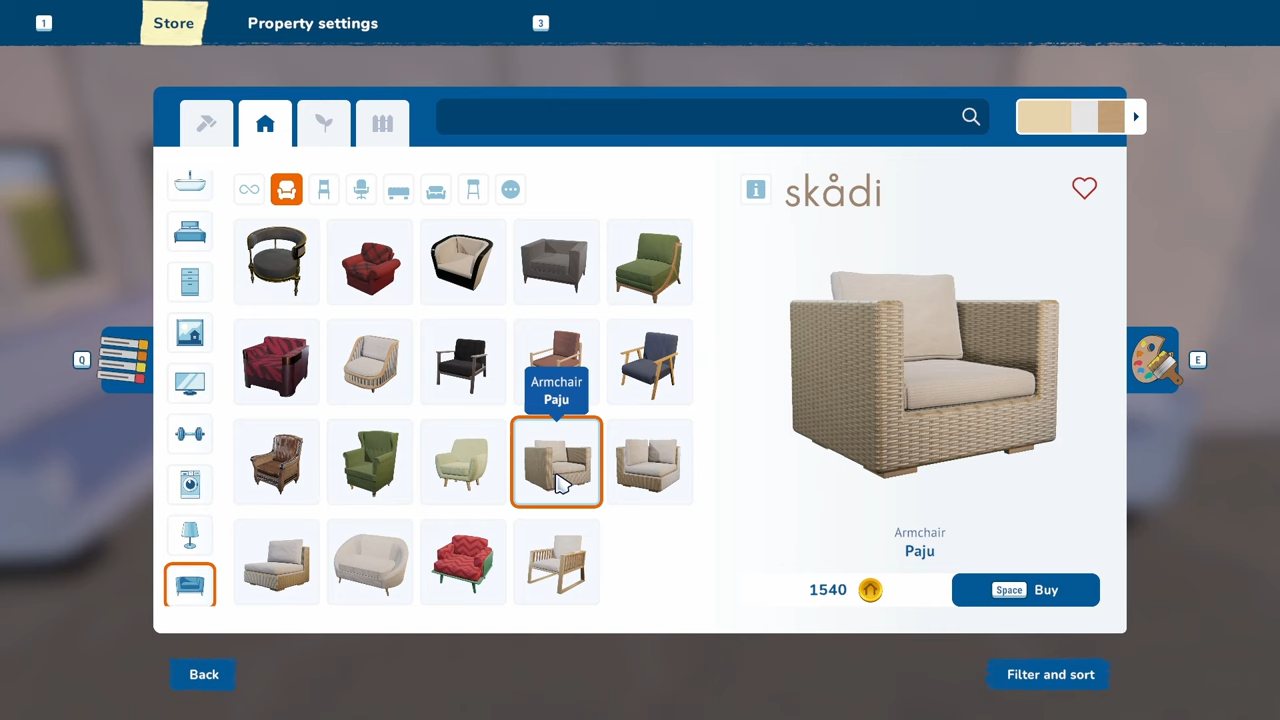 1
Store
Property settings
3
skådi
Q
E
Armchair
Paju
Armchair
Paju
1540
Space
Buy
Back
Filter and sort